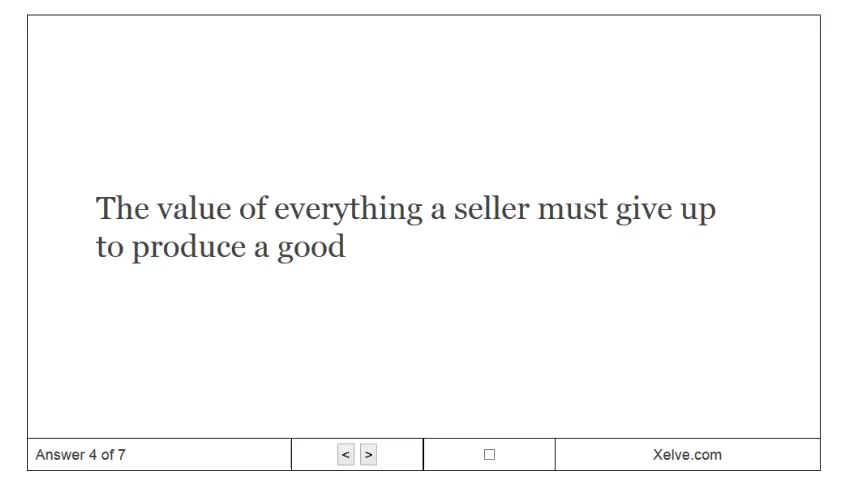 The value of everything a seller must give up
to produce a good
Answer 4 of 7
< >
Xelve.com